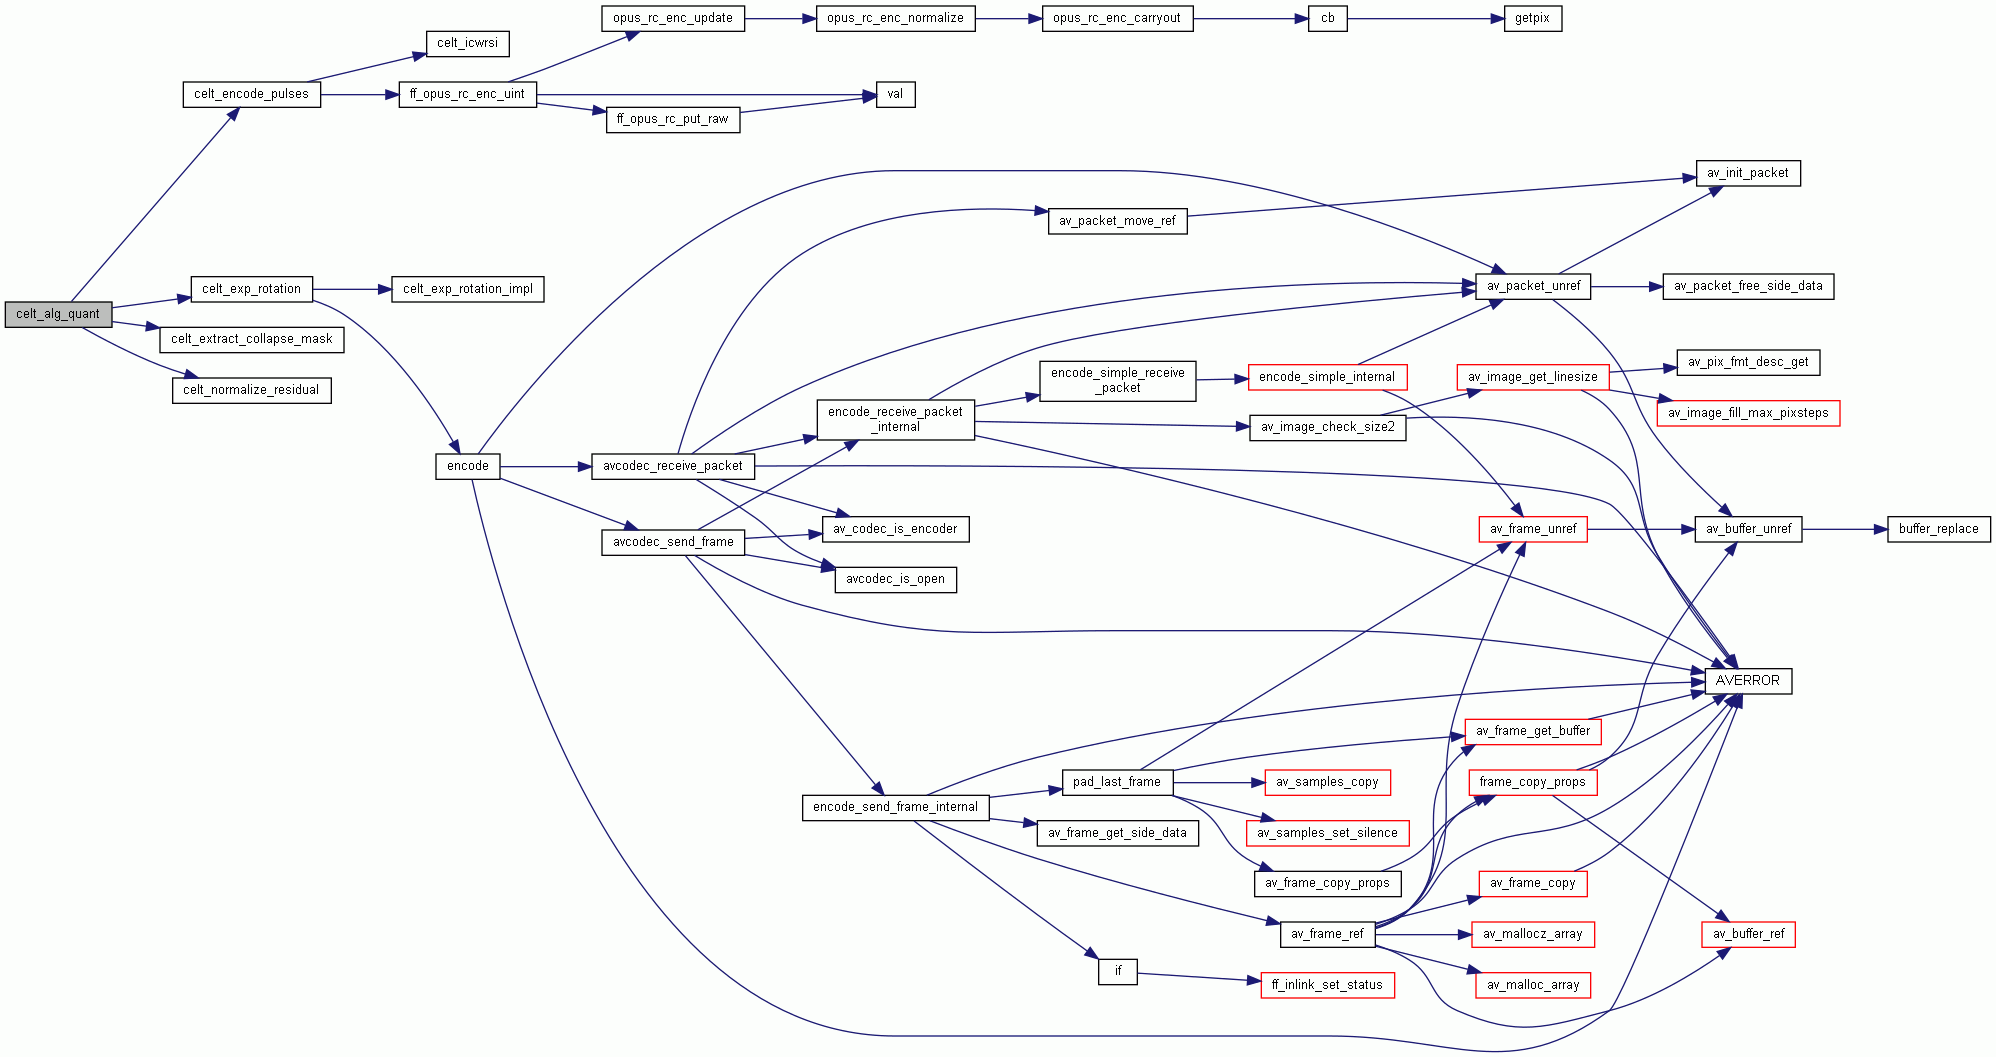 opus_rc_enc_update
opus_rc_enc_normalize
opus_rc_enc_carryout
cb
getpix
celt_icwrsi
celt_encode_pulses
ff_opus_rc_enc_uint
val
ff_opus_rc_put_raw
av_init_packet
av_packet_move_ref
celt_exp_rotation
celt_exp_rotation_impl
av_packet_unref
av_packet_free_side_data
celt_alg_quant
celt_extract_collapse_mask
celt_normalize_residual
encode_simple_receive
_packet
encode_simple_internal
av_image_get_linesize
av_pix_fmt_desc_get
av_image_fill_max_pixsteps
encode_receive_packet
_internal
av_image_check_size2
encode
avcodec_receive_packet
av_codec_is_encoder
av_frame_unref
av_buffer_unref
buffer_replace
avcodec_send_frame
avcodec_is_open
AVERROR
av_frame_get_buffer
pad_last_frame
av_samples_copy
frame_copy_props
encode_send_frame_internal
av_frame_get_side_data
av_samples_set_silence
av_frame_copy_props
av_frame_copy
av_frame_ref
av_mallocz_array
av_buffer_ref
if
ff_inlink_set_status
av_malloc_array